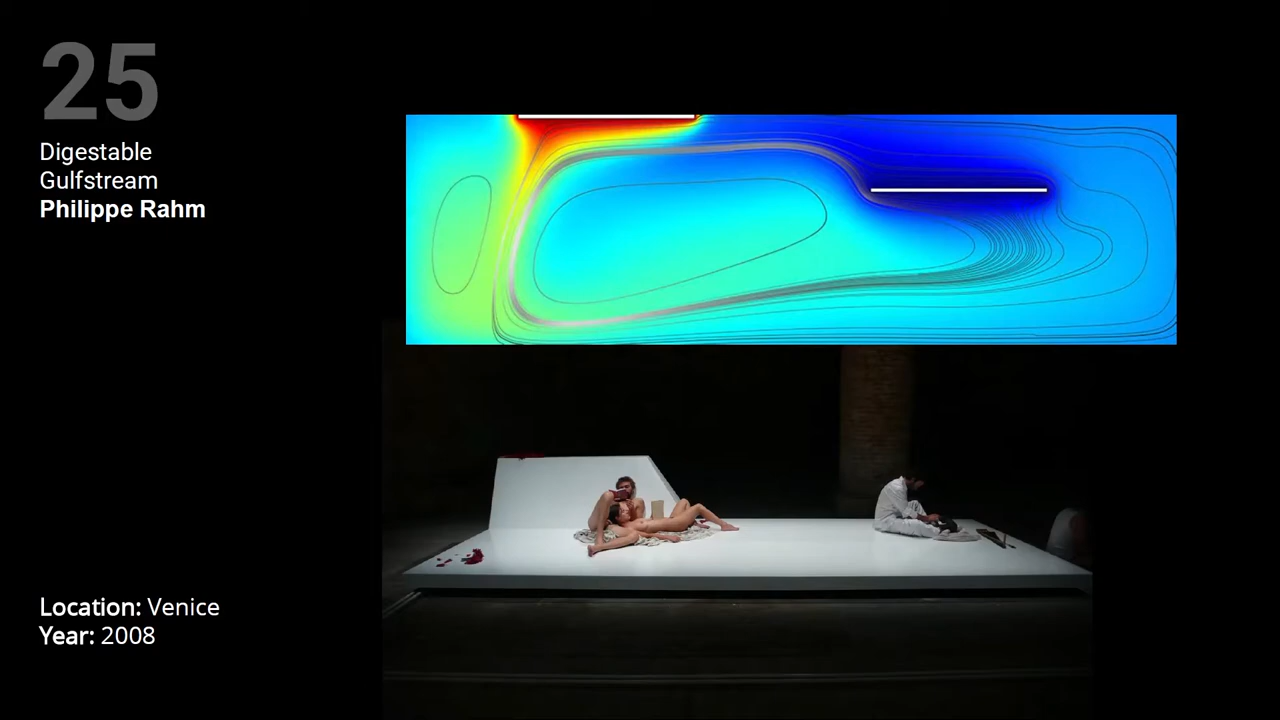 25
Digestable
Gulfstream
Philippe Rahm
Location: Venice
Year: 2008